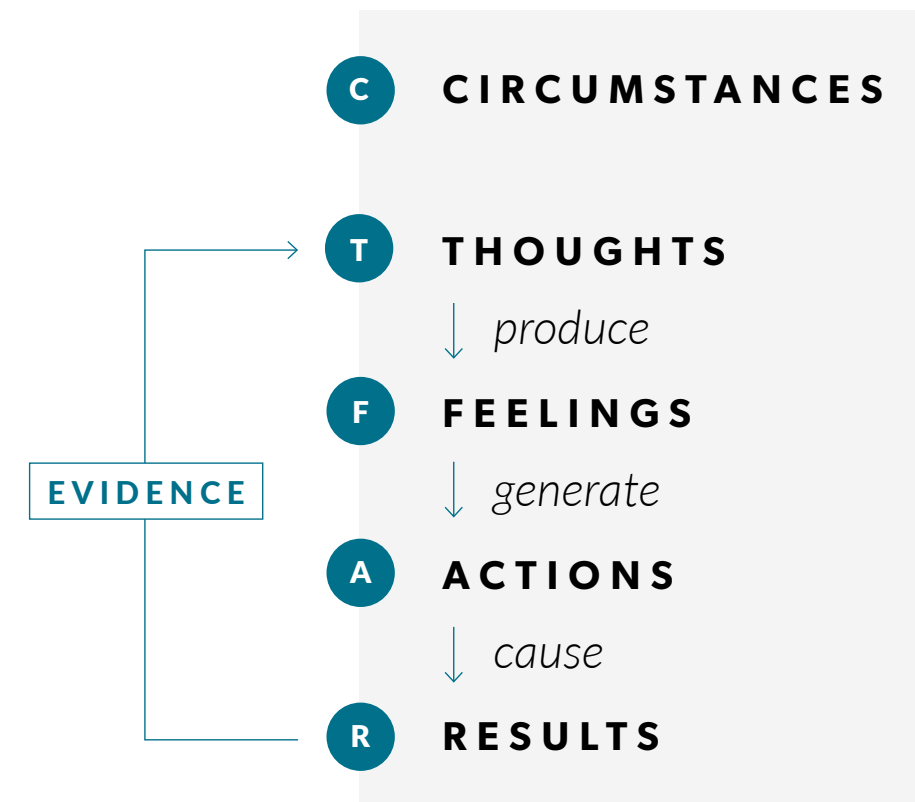 C CIRCUMSTANCES
T THOUGHTS
produce
F FEELINGS
generate
EVIDENCE
A ACTIONS
cause
R RESULTS